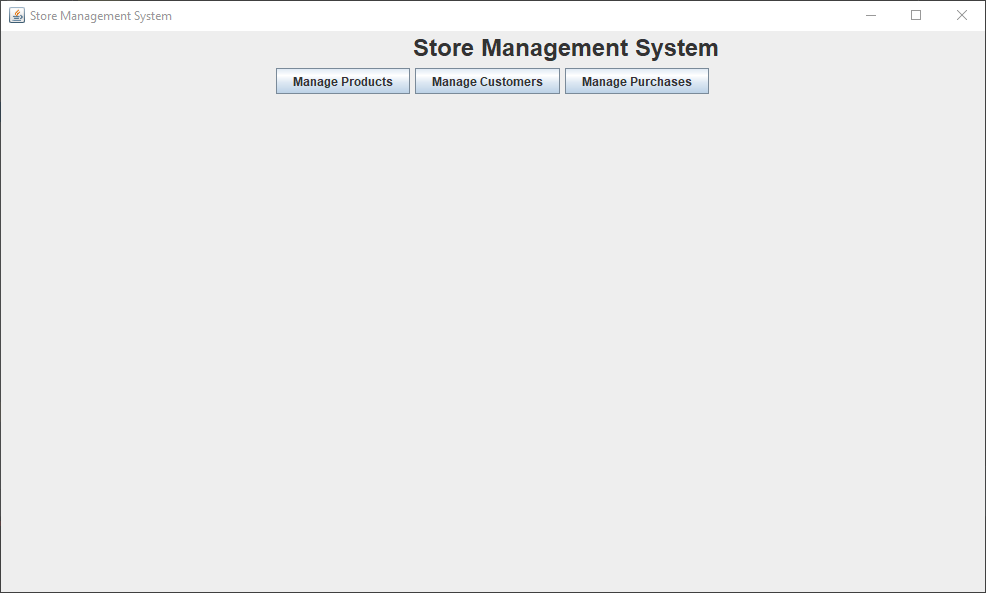 Store Management System
Store Management System
Manage Products Manage Customers Manage Purchases